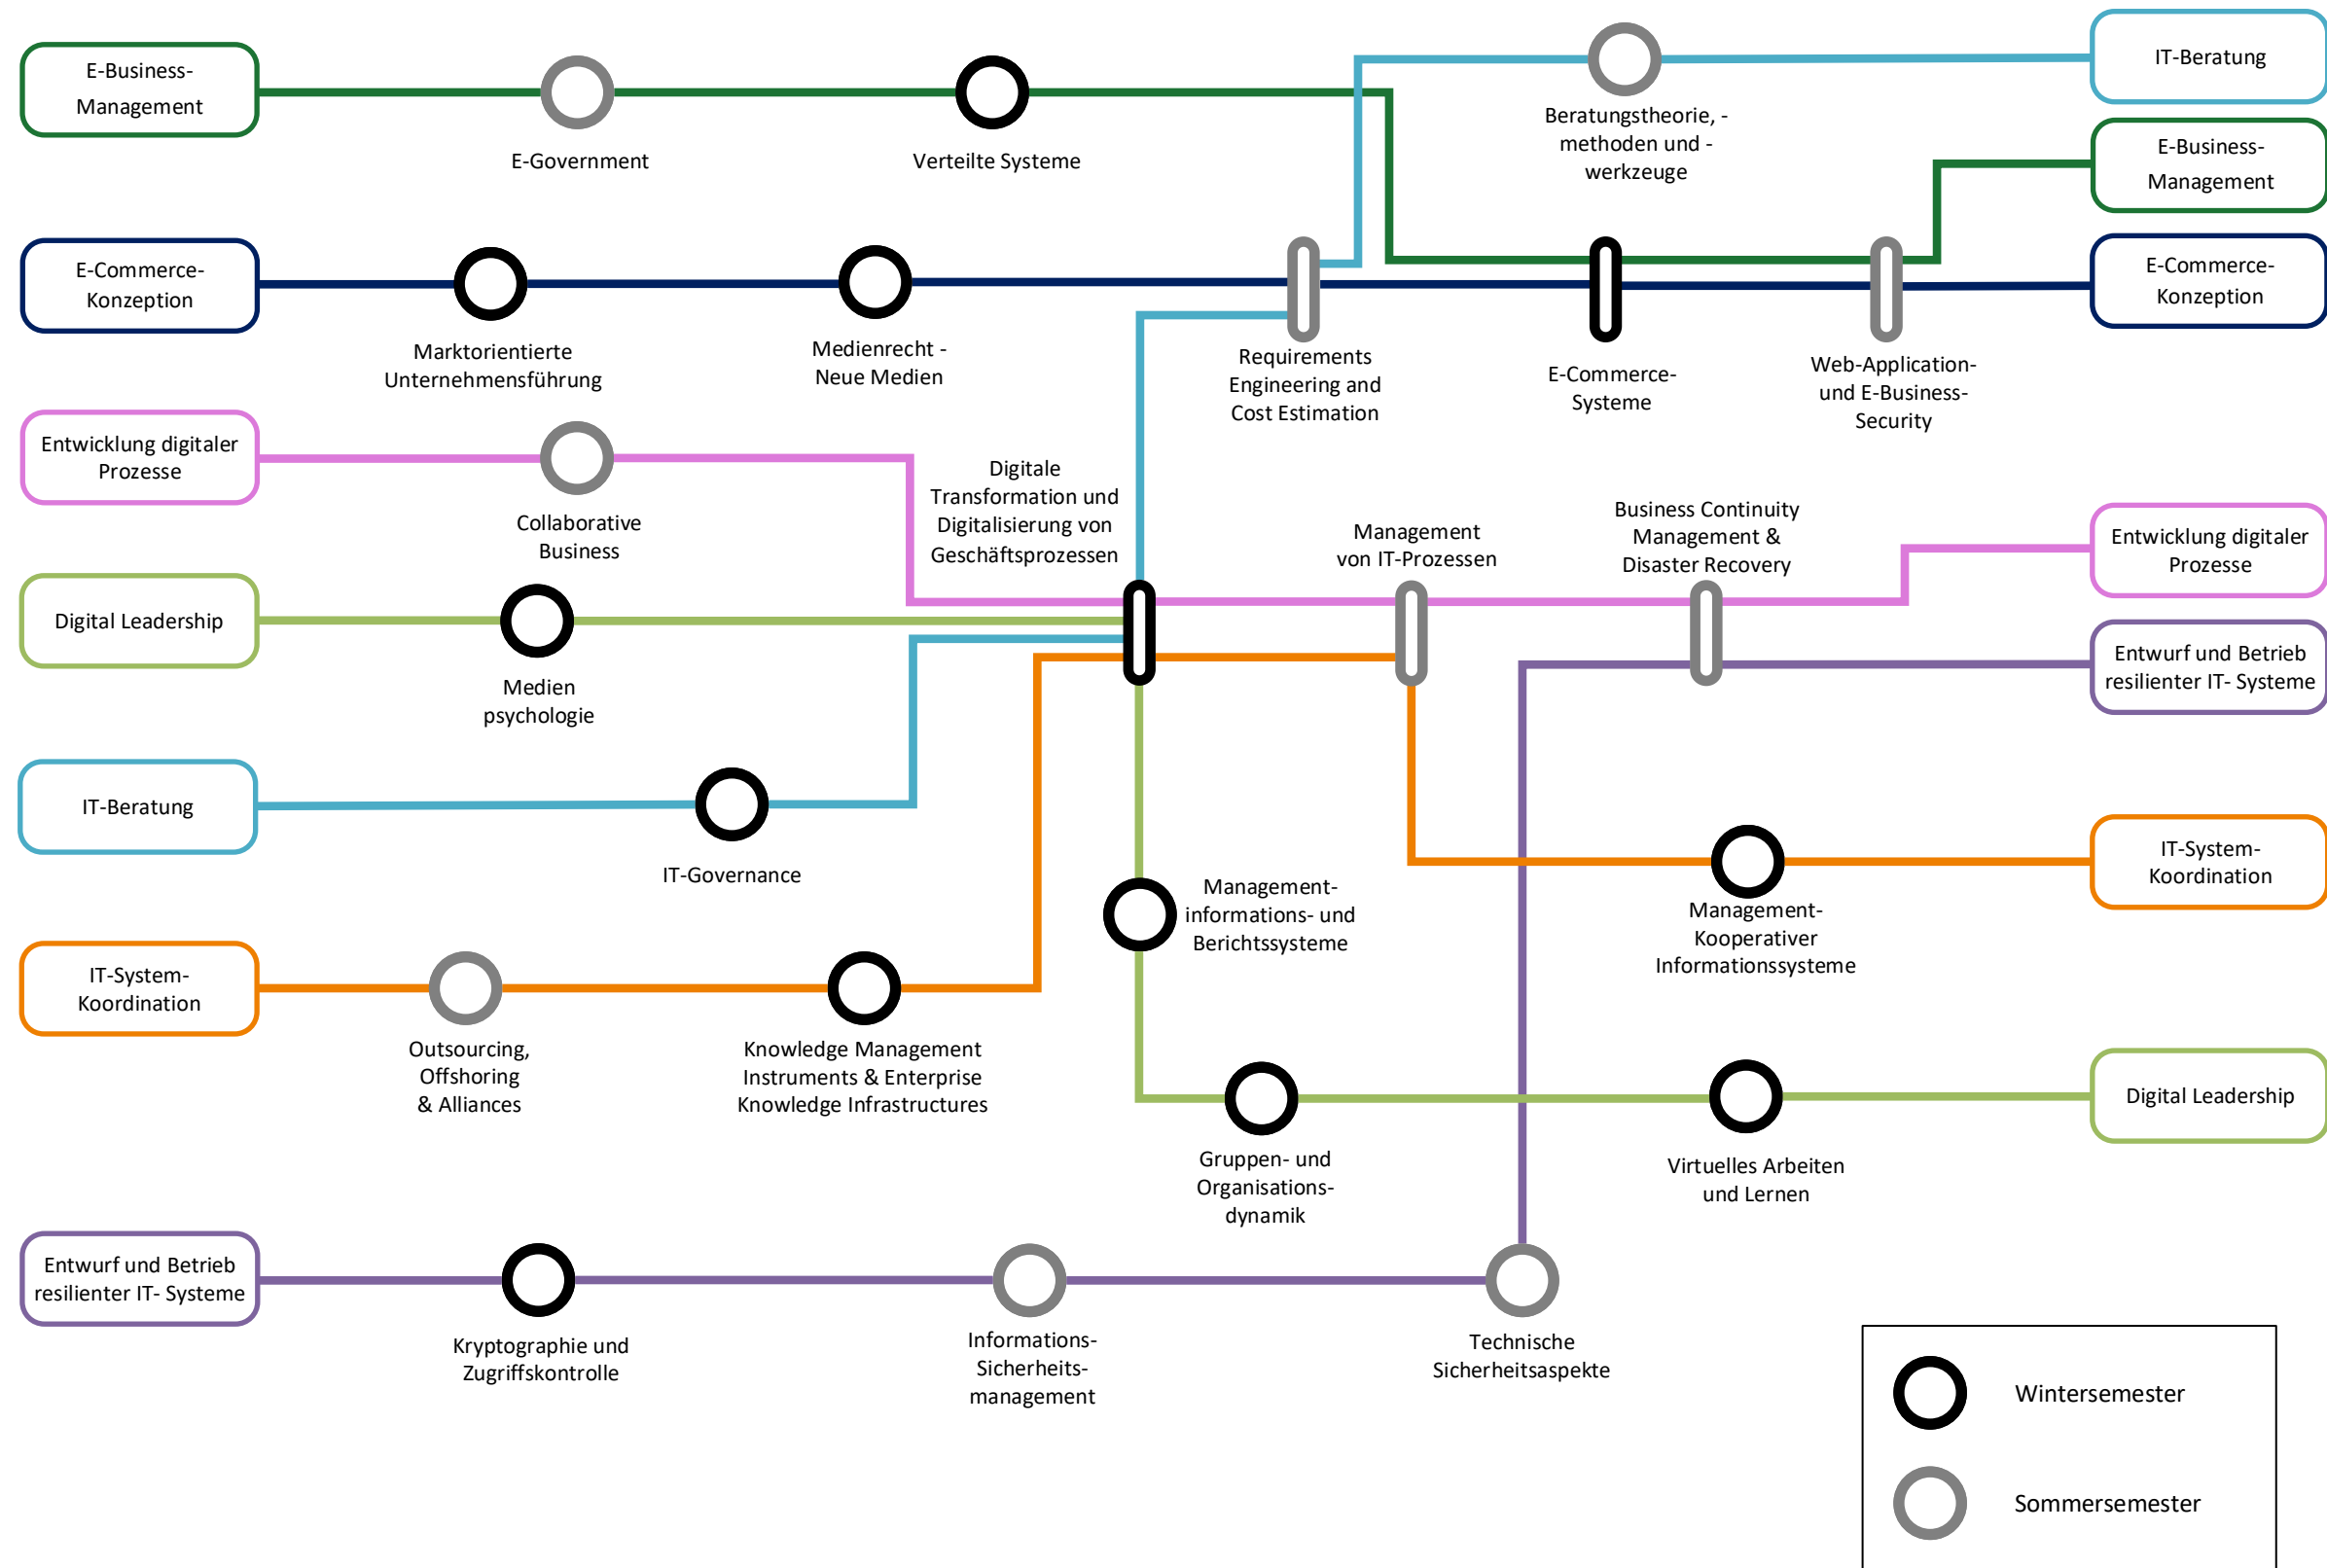 E-Business-
Management
E-Government
Verteilte Systeme
Beratungstheorie, -
methoden und -
werkzeuge
IT-Beratung
E-Business-
Management
E-Commerce-
Konzeption
Marktorientierte
Unternehmensführung
Medienrecht -
Neue Medien
Requirements
Engineering and
Cost Estimation
E-Commerce-
Systeme
Web-Application-
und E-Business-
Security
E-Commerce-
Konzeption
Entwicklung digitaler
Prozesse
Collaborative
Business
Digitale
Transformation und
Digitalisierung von
Geschäftsprozessen
Management
von IT-Prozessen
Business Continuity
Management &
Disaster Recovery
Entwicklung digitaler
Prozesse
Digital Leadership
Medien
psychologie
Entwurf und Betrieb
resilienter IT- Systeme
IT-Beratung
IT-Governance
Management-
informations- und
Berichtssysteme
Management-
Kooperativer
Informationssysteme
IT-System-
Koordination
IT-System-
Koordination
Outsourcing,
Offshoring
& Alliances
Knowledge Management
Instruments & Enterprise
Knowledge Infrastructures
Gruppen- und
Organisations-
dynamik
Virtuelles Arbeiten
und Lernen
Digital Leadership
Entwurf und Betrieb
resilienter IT- Systeme
Kryptographie und
Zugriffskontrolle
Informations-
Sicherheits-
management
Technische
Sicherheitsaspekte
Wintersemester
Sommersemester